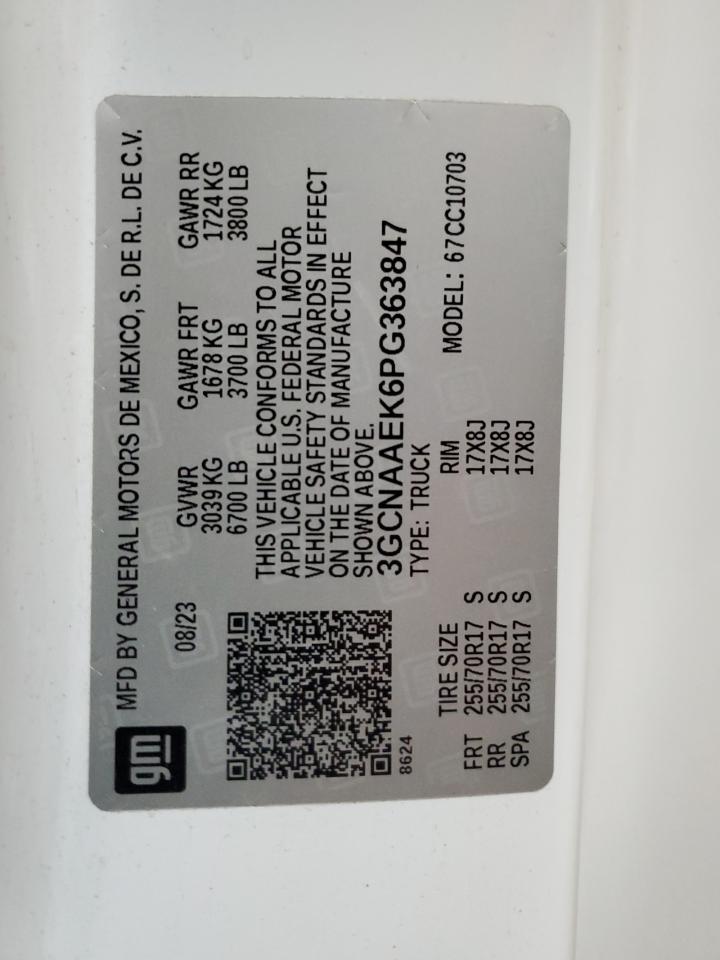 gm
MFD BY GENERAL MOTORS DE MEXICO, S. DE R.L. DE C.V.
08/23
GVWR GAWR FRT GAWR RR
3039 KG 1678 KG 1724 KG
6700 LB 3700 LB 3800 LB
THIS VEHICLE CONFORMS TO ALL
APPLICABLE U.S. FEDERAL MOTOR
VEHICLE SAFETY STANDARDS IN EFFECT
ON THE DATE OF MANUFACTURE
SHOWN ABOVE.
3GCNAAEK6PG363847
8624
TYPE: TRUCK MODEL: 67CC10703
TIRE SIZE RIM
FRT 255/70R17 S 17X8J
RR 255/70R17 S 17X8J
SPA 255/70R17 S 17X8J